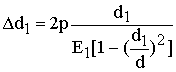 Δd₁ = 2p d₁ / E₁[1 − (d₁/d)²]